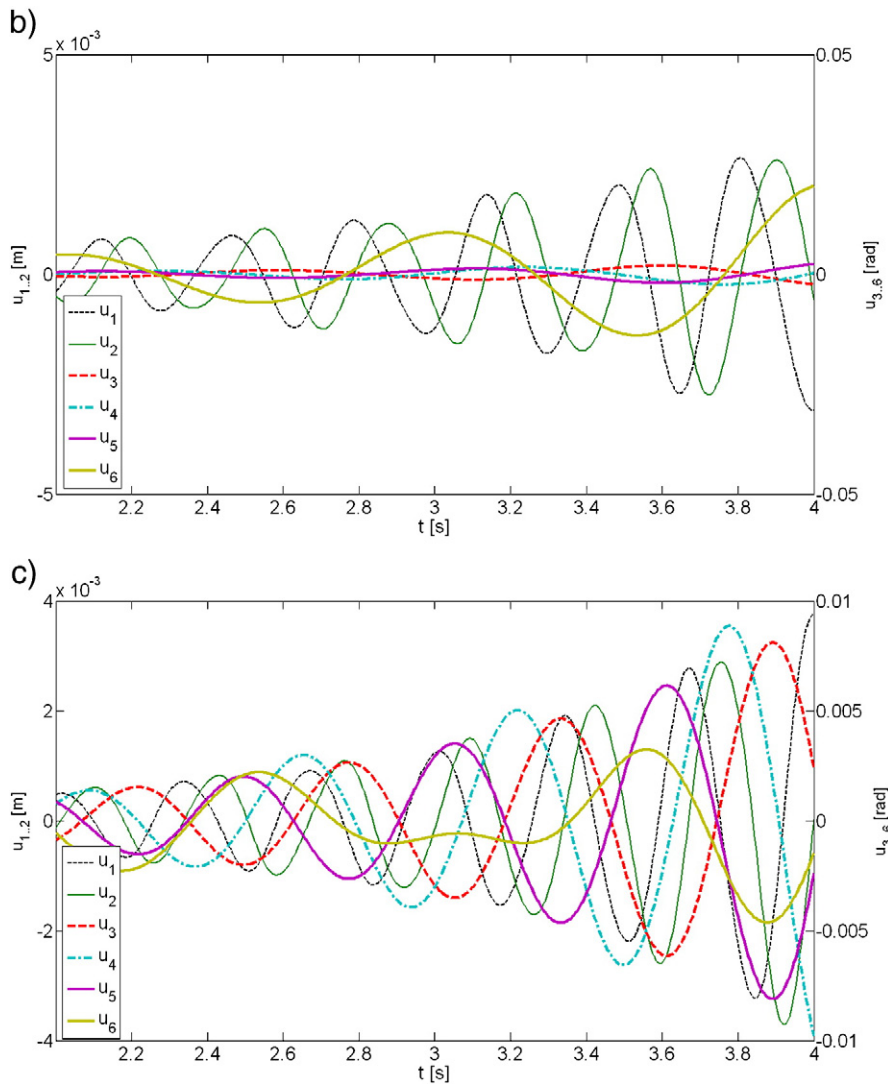 b)
5 x 10⁻³
0.05
u1..2 [m]
0
0
u3..6 [rad]
u1
u2
u3
u4
u5
u6
-5
-0.05
2.2 2.4 2.6 2.8 3 3.2 3.4 3.6 3.8 4
t [s]
c)
4 x 10⁻³
0.01
2
0.005
u1..2 [m]
0
0
u3..6 [rad]
u1
u2
u3
u4
u5
u6
-2
-0.005
-4
-0.01
2.2 2.4 2.6 2.8 3 3.2 3.4 3.6 3.8 4
t [s]